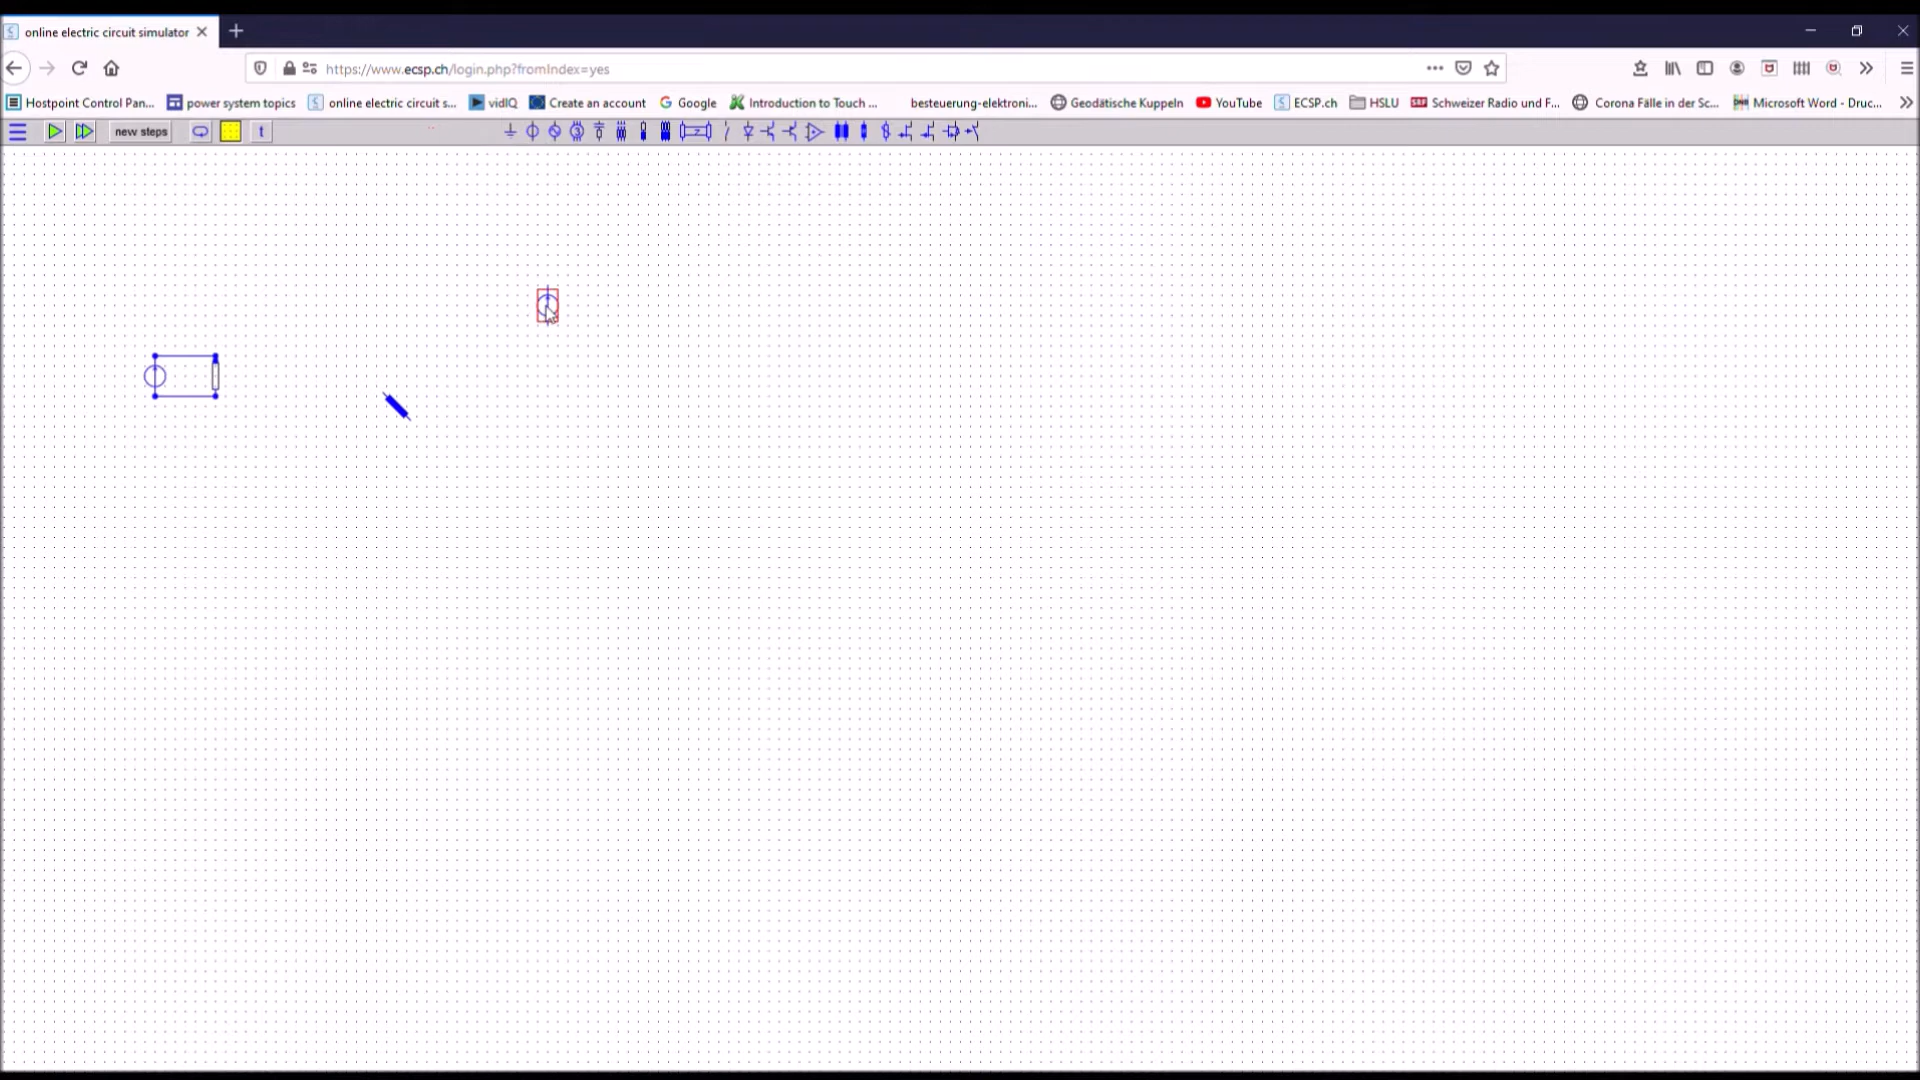 online electric circuit simulator
https://www.ecsp.ch/login.php?fromIndex=yes
Hostpoint Control Pan... power system topics online electric circuit s... vidIQ Create an account Google Introduction to Touch ... besteuerung-elektroni... Geodätische Kuppeln YouTube ECSP.ch HSLU SRF Schweizer Radio und F... Corona Fälle in der Sc... Microsoft Word - Druc...
new steps t